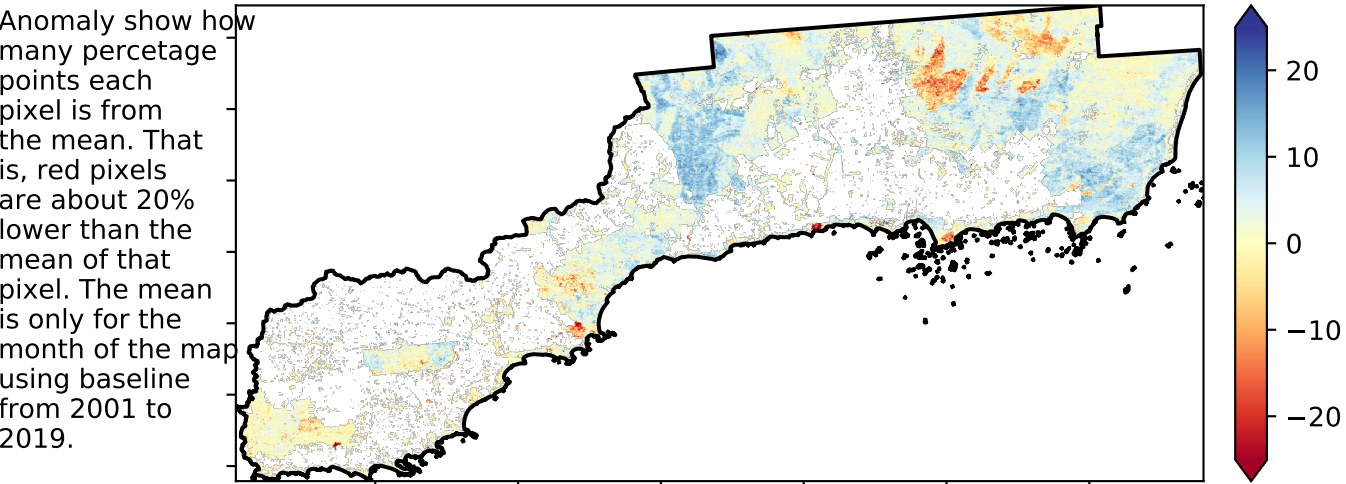 Anomaly show how
many percetage
points each
pixel is from
the mean. That
is, red pixels
are about 20%
lower than the
mean of that
pixel. The mean
is only for the
month of the map
using baseline
from 2001 to
2019.
20
10
0
−10
−20